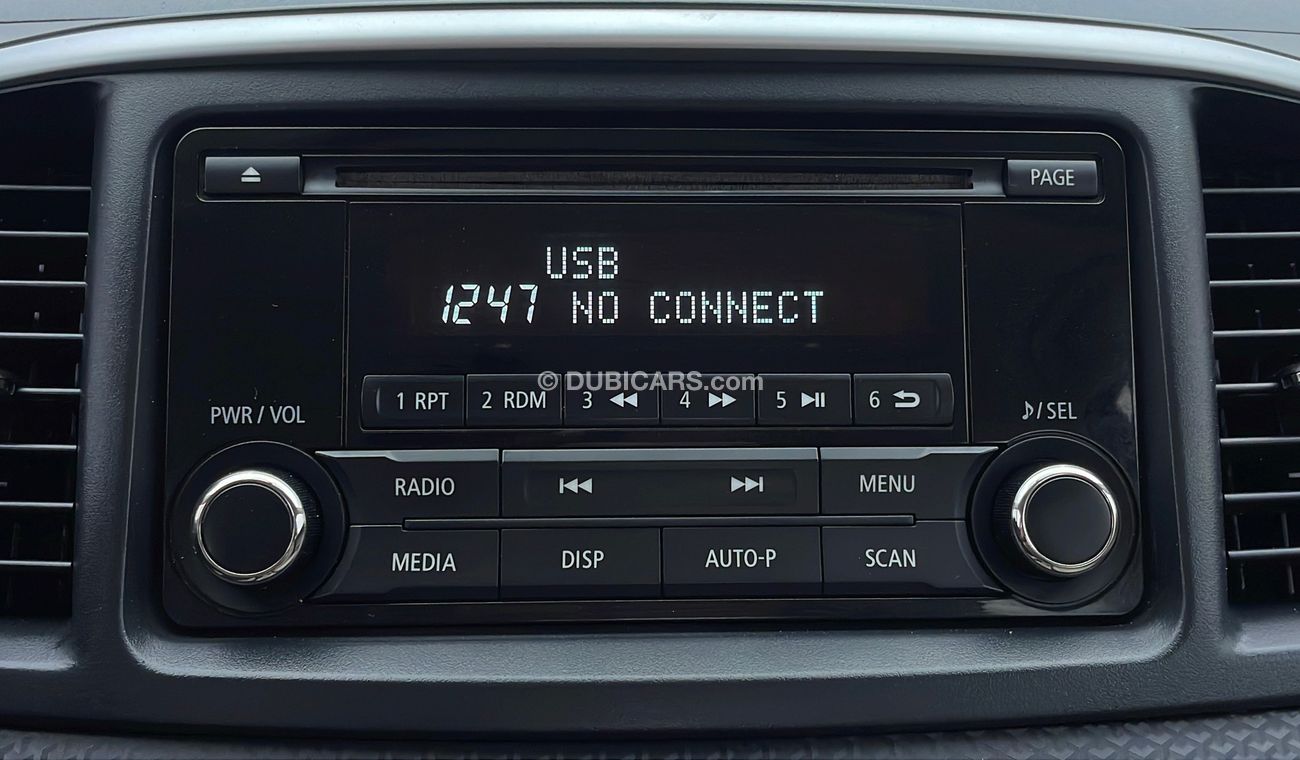 PAGE
USB
1247 NO CONNECT
© DUBICARS.com
1 RPT 2 RDM 3 4 5 6
PWR / VOL
/ SEL
RADIO MENU
MEDIA DISP AUTO-P SCAN